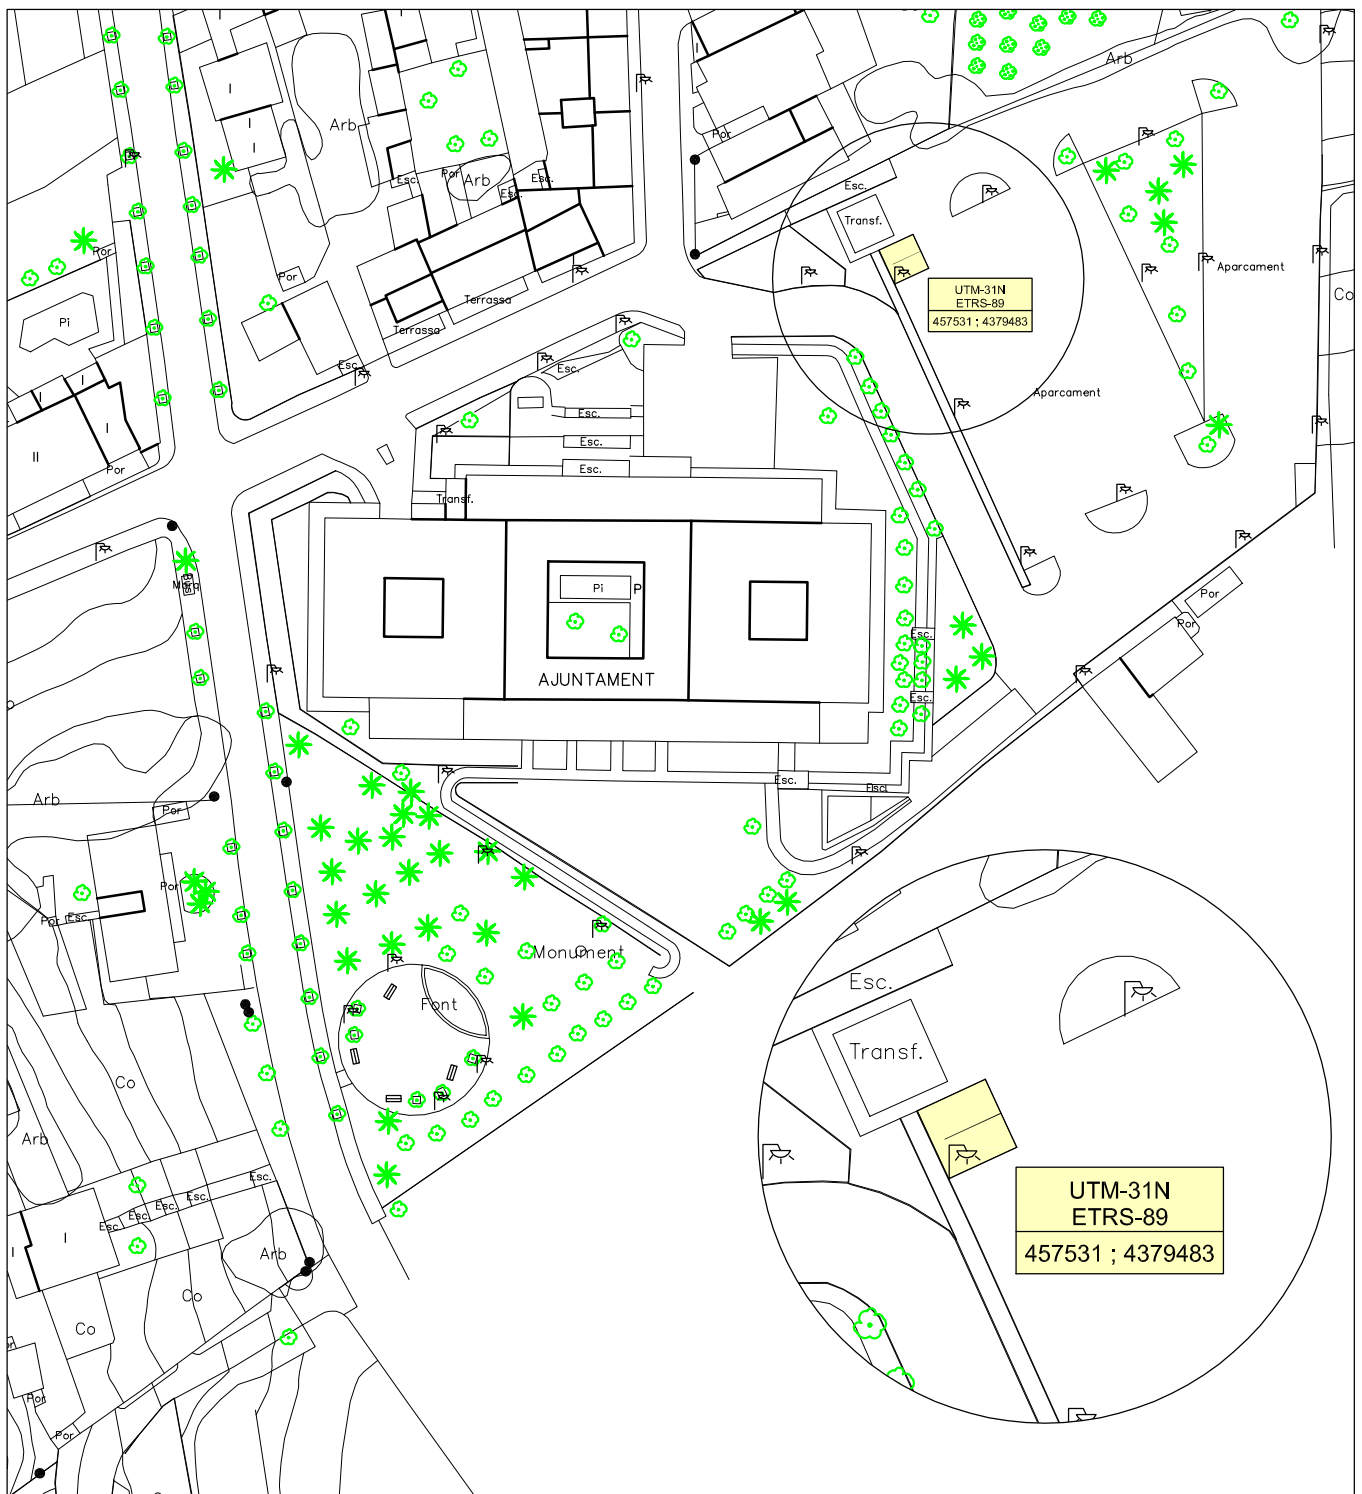 Arb
I
I
I
I
I
Arb
Por
Esc.
Por
Arb
Esc.
Esc.
Esc.
Transf.
Por
Terrassa
Terrassa
Pi
Aparcament
Co
UTM-31N
ETRS-89
457531 ; 4379483
Aparcament
Esc.
Esc.
I
I
I
II
Por
Esc.
Esc.
Esc.
Transf.
Pi
P
AJUNTAMENT
Esc.
Esc.
Por
Por
BUS
Arb
Por
Por
Por
Esc.
Esc.
Monument
Font
Co
Arb
Esc.
Esc.
Esc.
Esc.
Esc.
I
I
Arb
Co
Co
Por
Por
Esc.
Transf.
UTM-31N
ETRS-89
457531 ; 4379483